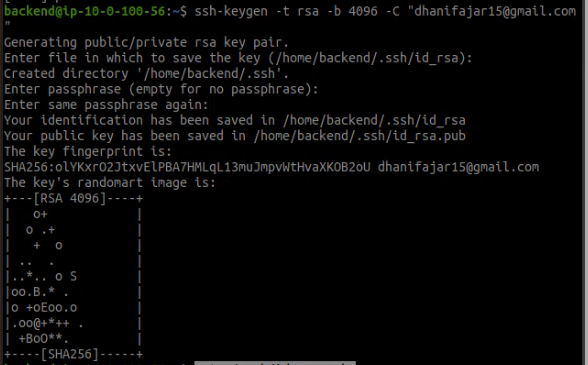 backend@ip-10-0-100-56:~$ ssh-keygen -t rsa -b 4096 -C "dhanifajar15@gmail.com
"
Generating public/private rsa key pair.
Enter file in which to save the key (/home/backend/.ssh/id_rsa):
Created directory '/home/backend/.ssh'.
Enter passphrase (empty for no passphrase):
Enter same passphrase again:
Your identification has been saved in /home/backend/.ssh/id_rsa
Your public key has been saved in /home/backend/.ssh/id_rsa.pub
The key fingerprint is:
SHA256:olYKxrO2JtxvElPBA7HMLqL13muJmpvWtHvaXKOB2oU dhanifajar15@gmail.com
The key's randomart image is:
+---[RSA 4096]----+
|    o+           |
|   o .+          |
|    +  o         |
| ..  .           |
|..*.. o S        |
|oo.B.* .         |
|o +oEoo.o        |
|.oo@+*++ .       |
|  +BoO**.        |
+----[SHA256]-----+